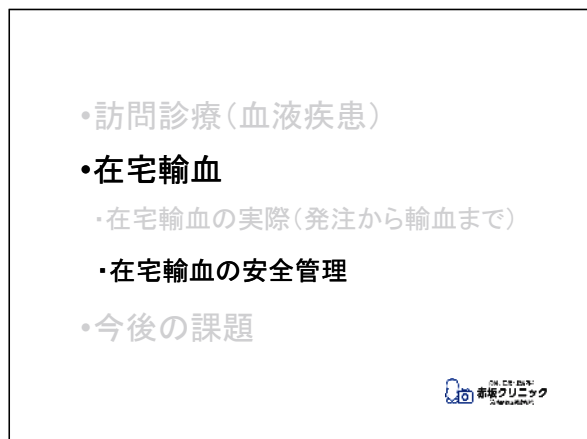 •訪問診療(血液疾患)
•在宅輸血
・在宅輸血の実際(発注から輸血まで)
・在宅輸血の安全管理
•今後の課題
赤坂クリニック